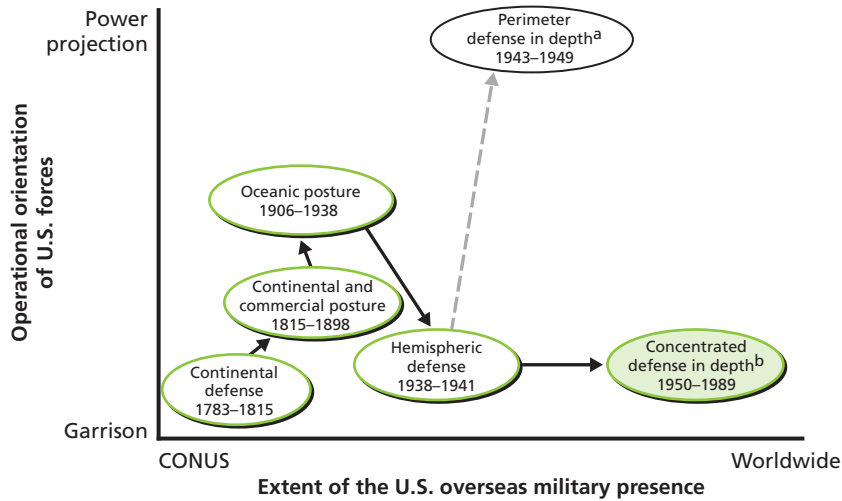 Power
projection
Perimeter
defense in deptha
1943–1949
Operational orientation
of U.S. forces
Oceanic posture
1906–1938
Continental and
commercial posture
1815–1898
Continental
defense
1783–1815
Hemispheric
defense
1938–1941
Concentrated
defense in depthb
1950–1989
Garrison
CONUS
Worldwide
Extent of the U.S. overseas military presence